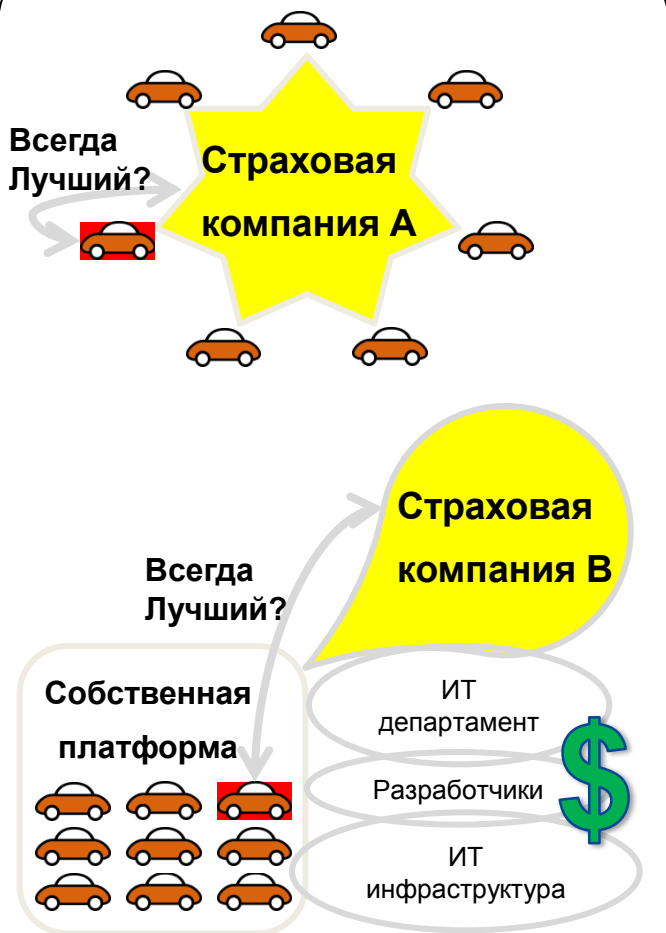 Всегда
Лучший?
Страховая
компания А
Страховая
компания В
Всегда
Лучший?
Собственная
платформа
ИТ
департамент
Разработчики
ИТ
инфраструктура
$